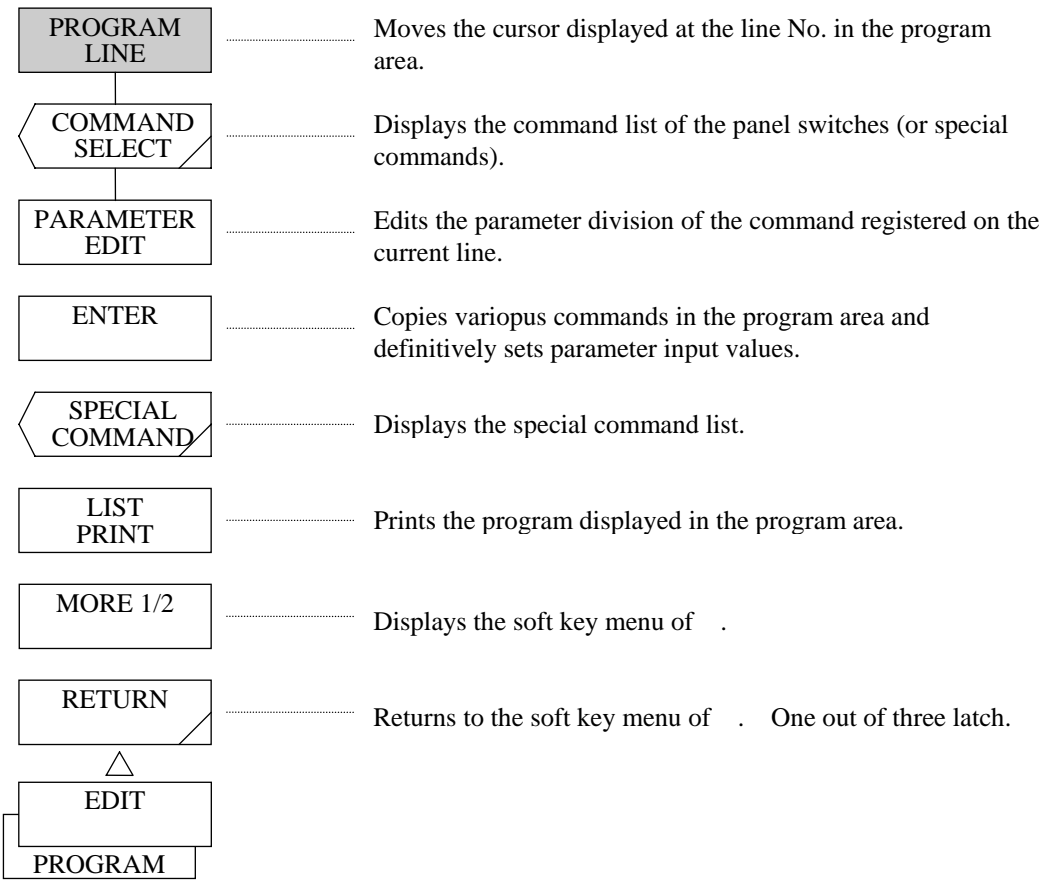 PROGRAM
LINE
Moves the cursor displayed at the line No. in the program
area.
COMMAND
SELECT
Displays the command list of the panel switches (or special
commands).
PARAMETER
EDIT
Edits the parameter division of the command registered on the
current line.
ENTER
Copies variopus commands in the program area and
definitively sets parameter input values.
SPECIAL
COMMAND
Displays the special command list.
LIST
PRINT
Prints the program displayed in the program area.
MORE 1/2
Displays the soft key menu of .
RETURN
Returns to the soft key menu of . One out of three latch.
EDIT
PROGRAM